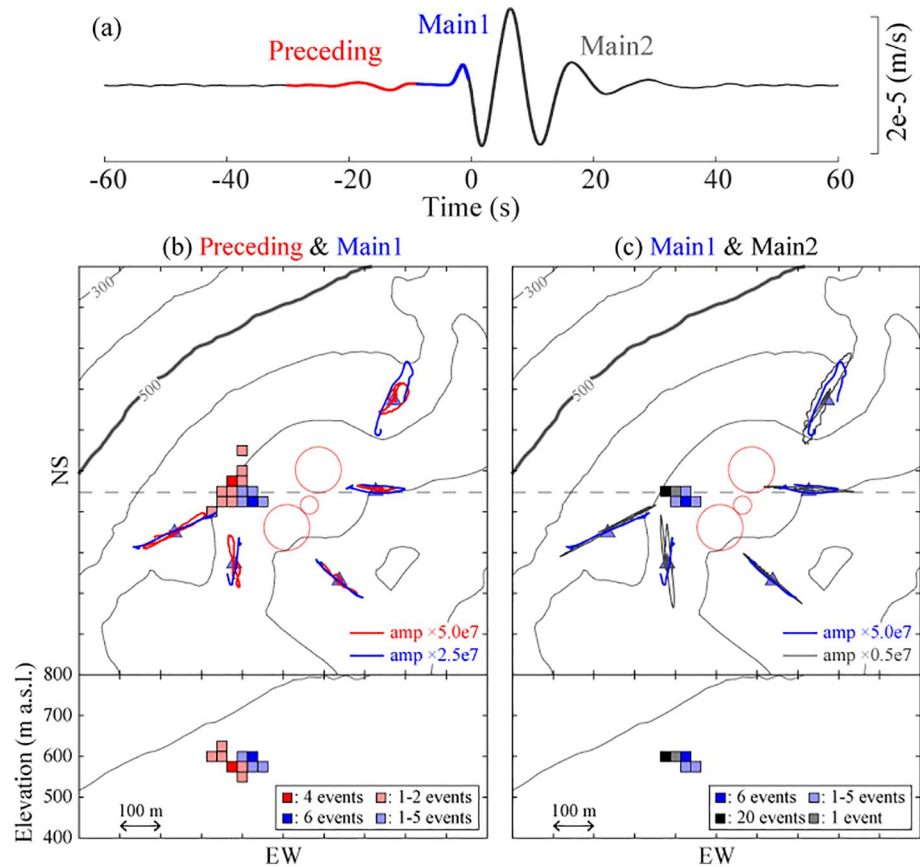 (a)
Preceding
Main1
Main2
2e-5 (m/s)
-60 -40 -20 0 20 40 60
Time (s)
(b) Preceding & Main1
(c) Main1 & Main2
300
500
NS
amp ×5.0e7
amp ×2.5e7
300
500
amp ×5.0e7
amp ×0.5e7
Elevation (m a.s.l.)
800
700
600
500
400
100 m
: 4 events : 1-2 events
: 6 events : 1-5 events
EW
100 m
: 6 events : 1-5 events
: 20 events : 1 event
EW